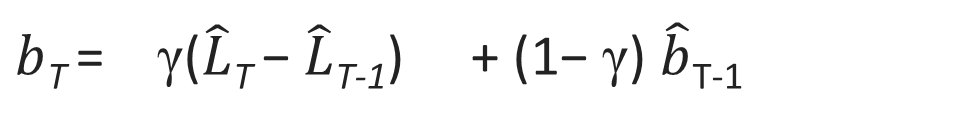 b_T = γ(L̂_T − L̂_T-1) + (1− γ) b̂_T-1